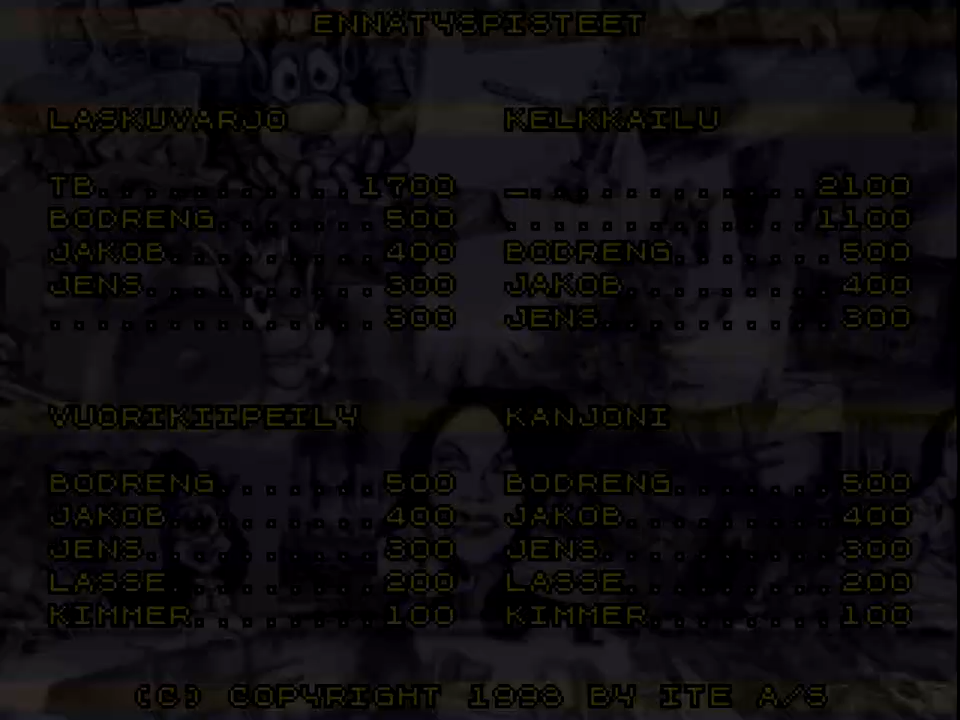 ENNÄTYSPISTEET
LASKUVARJO
TB............1700
BODRENG.......500
JAKOB.........400
JENS..........300
..............300
KELKKAILU
_............2100
.............1100
BODRENG.......500
JAKOB.........400
JENS..........300
VUORIKIIPEILY
BODRENG.......500
JAKOB.........400
JENS..........300
LASSE.........200
KIMMER........100
KANJONI
BODRENG.......500
JAKOB.........400
JENS..........300
LASSE.........200
KIMMER........100
(C) COPYRIGHT 1998 BY ITE A/S